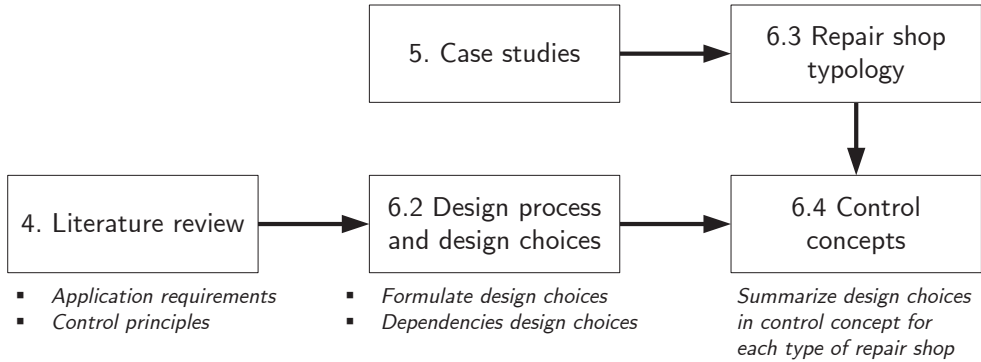 5. Case studies
6.3 Repair shop
typology
4. Literature review
6.2 Design process
and design choices
6.4 Control
concepts
▪ Application requirements
▪ Control principles
▪ Formulate design choices
▪ Dependencies design choices
Summarize design choices
in control concept for
each type of repair shop